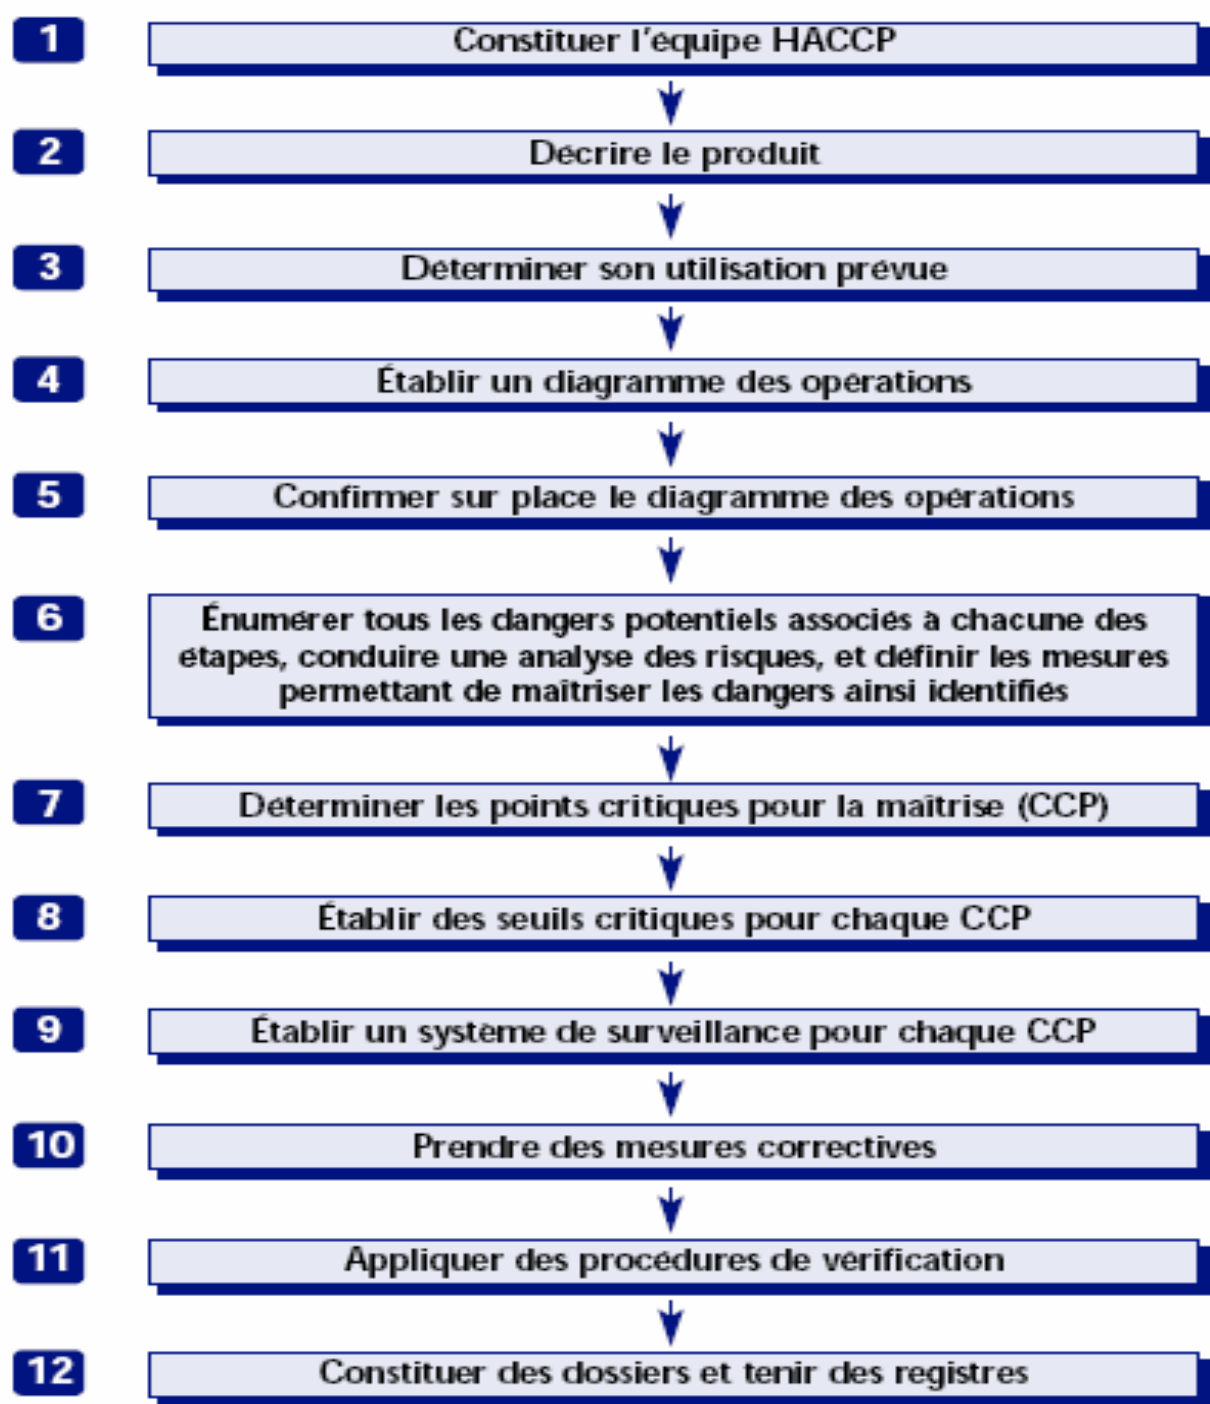 1
Constituer l'équipe HACCP
2
Décrire le produit
3
Déterminer son utilisation prévue
4
Établir un diagramme des opérations
5
Confirmer sur place le diagramme des opérations
6
Énumérer tous les dangers potentiels associés à chacune des
étapes, conduire une analyse des risques, et définir les mesures
permettant de maîtriser les dangers ainsi identifiés
7
Déterminer les points critiques pour la maîtrise (CCP)
8
Établir des seuils critiques pour chaque CCP
9
Établir un système de surveillance pour chaque CCP
10
Prendre des mesures correctives
11
Appliquer des procédures de vérification
12
Constituer des dossiers et tenir des registres